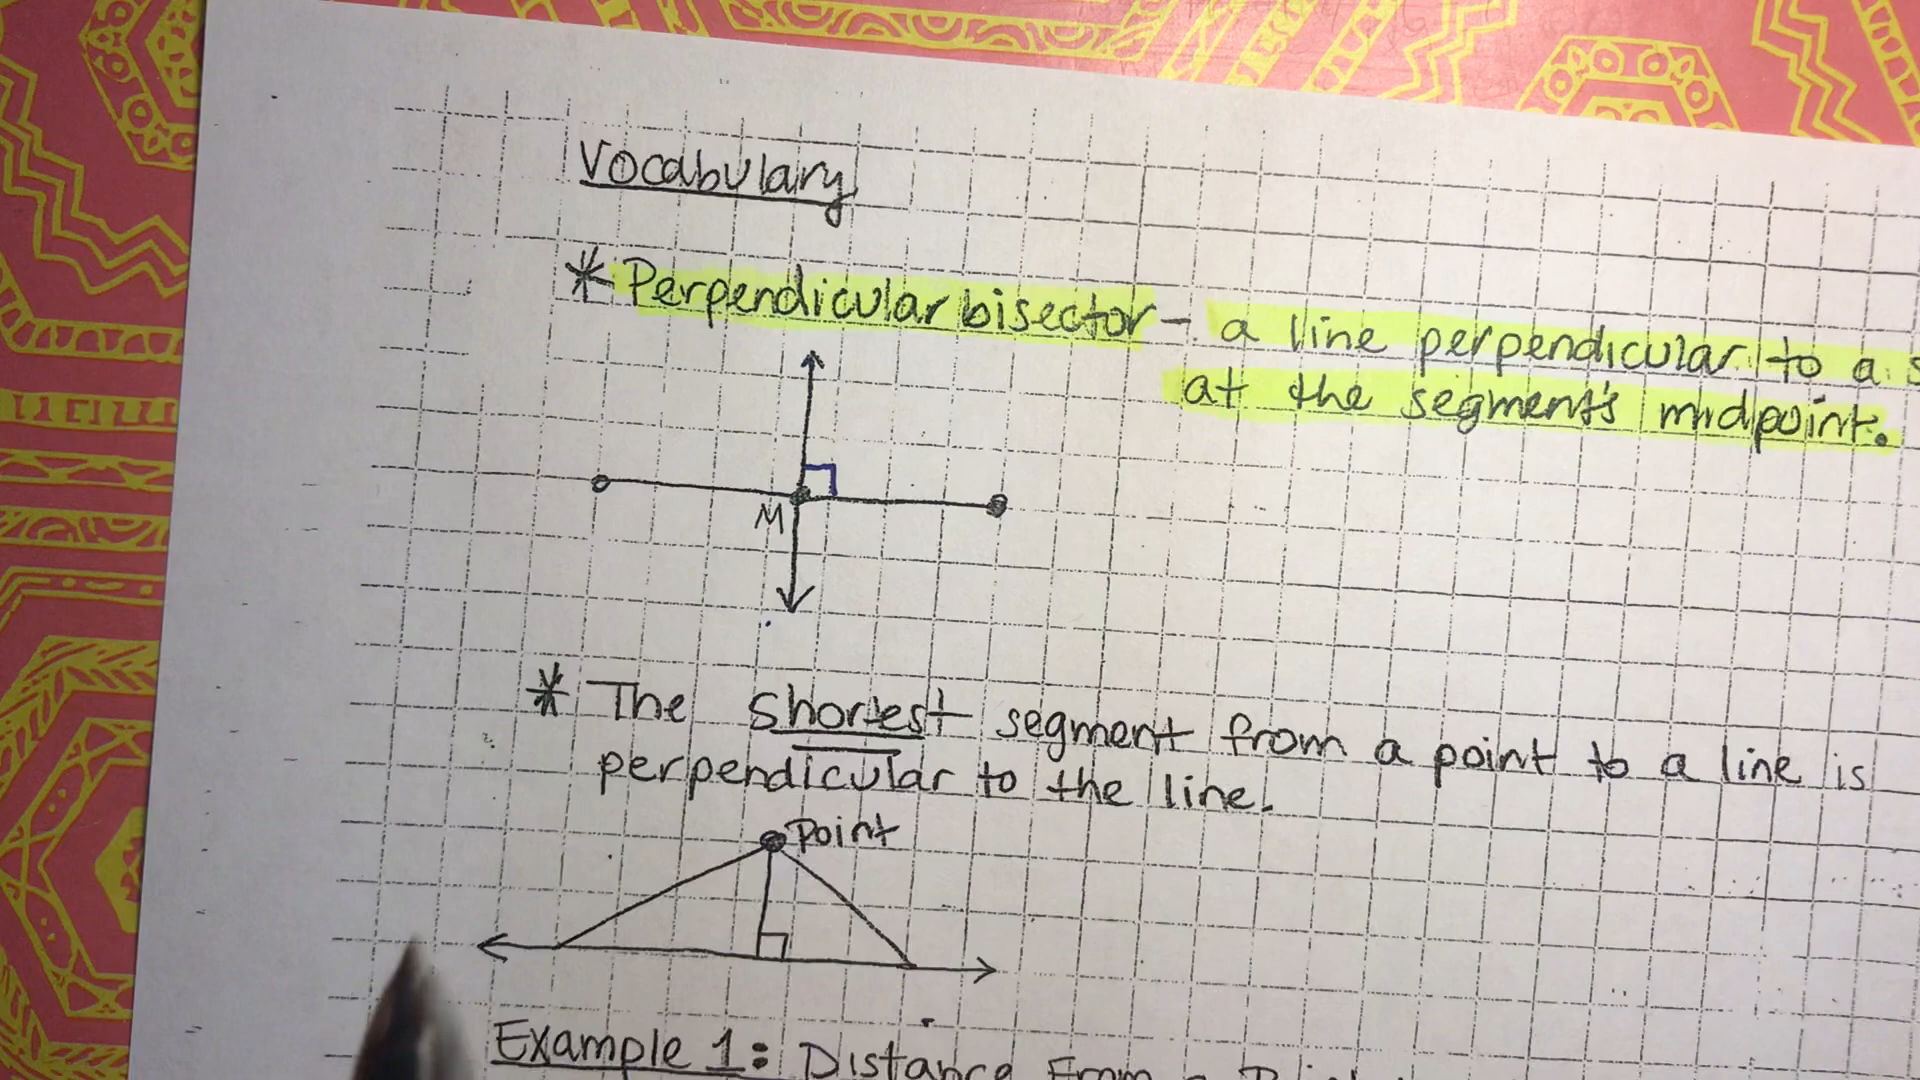 Vocabulary
* Perpendicular bisector - a line perpendicular to a
at the segment's midpoint.
M
* The shortest segment from a point to a line is
perpendicular to the line.
Point
Example 1: Distance From a